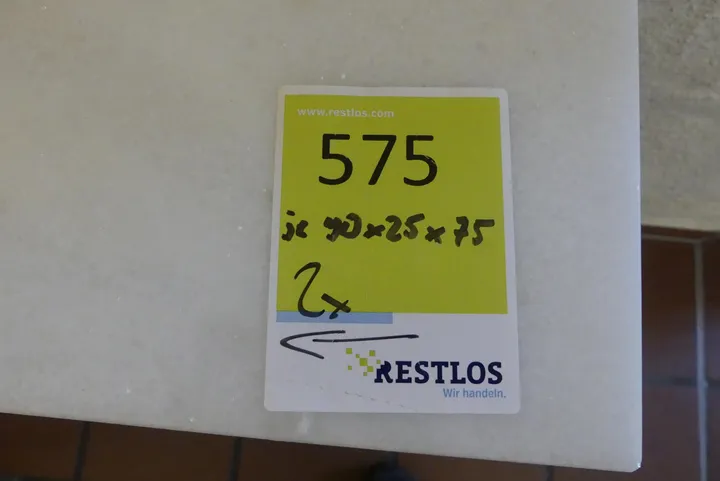 www.restlos.com
575
je 90x25x75
2x
RESTLOS
Wir handeln.